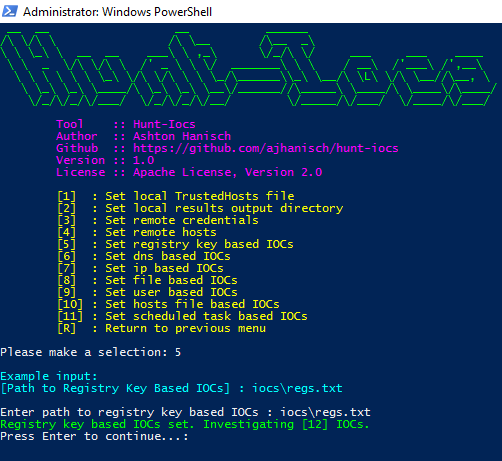 Administrator: Windows PowerShell
Hunt-Iocs
Tool :: Hunt-Iocs
Author :: Ashton Hanisch
Github :: https://github.com/ajhanisch/hunt-iocs
Version :: 1.0
License :: Apache License, Version 2.0
[1] : Set local TrustedHosts file
[2] : Set local results output directory
[3] : Set remote credentials
[4] : Set remote hosts
[5] : Set registry key based IOCs
[6] : Set dns based IOCs
[7] : Set ip based IOCs
[8] : Set file based IOCs
[9] : Set user based IOCs
[10] : Set hosts file based IOCs
[11] : Set scheduled task based IOCs
[R] : Return to previous menu
Please make a selection: 5
Example input:
[Path to Registry Key Based IOCs] : iocs\regs.txt
Enter path to registry key based IOCs : iocs\regs.txt
Registry key based IOCs set. Investigating [12] IOCs.
Press Enter to continue...: